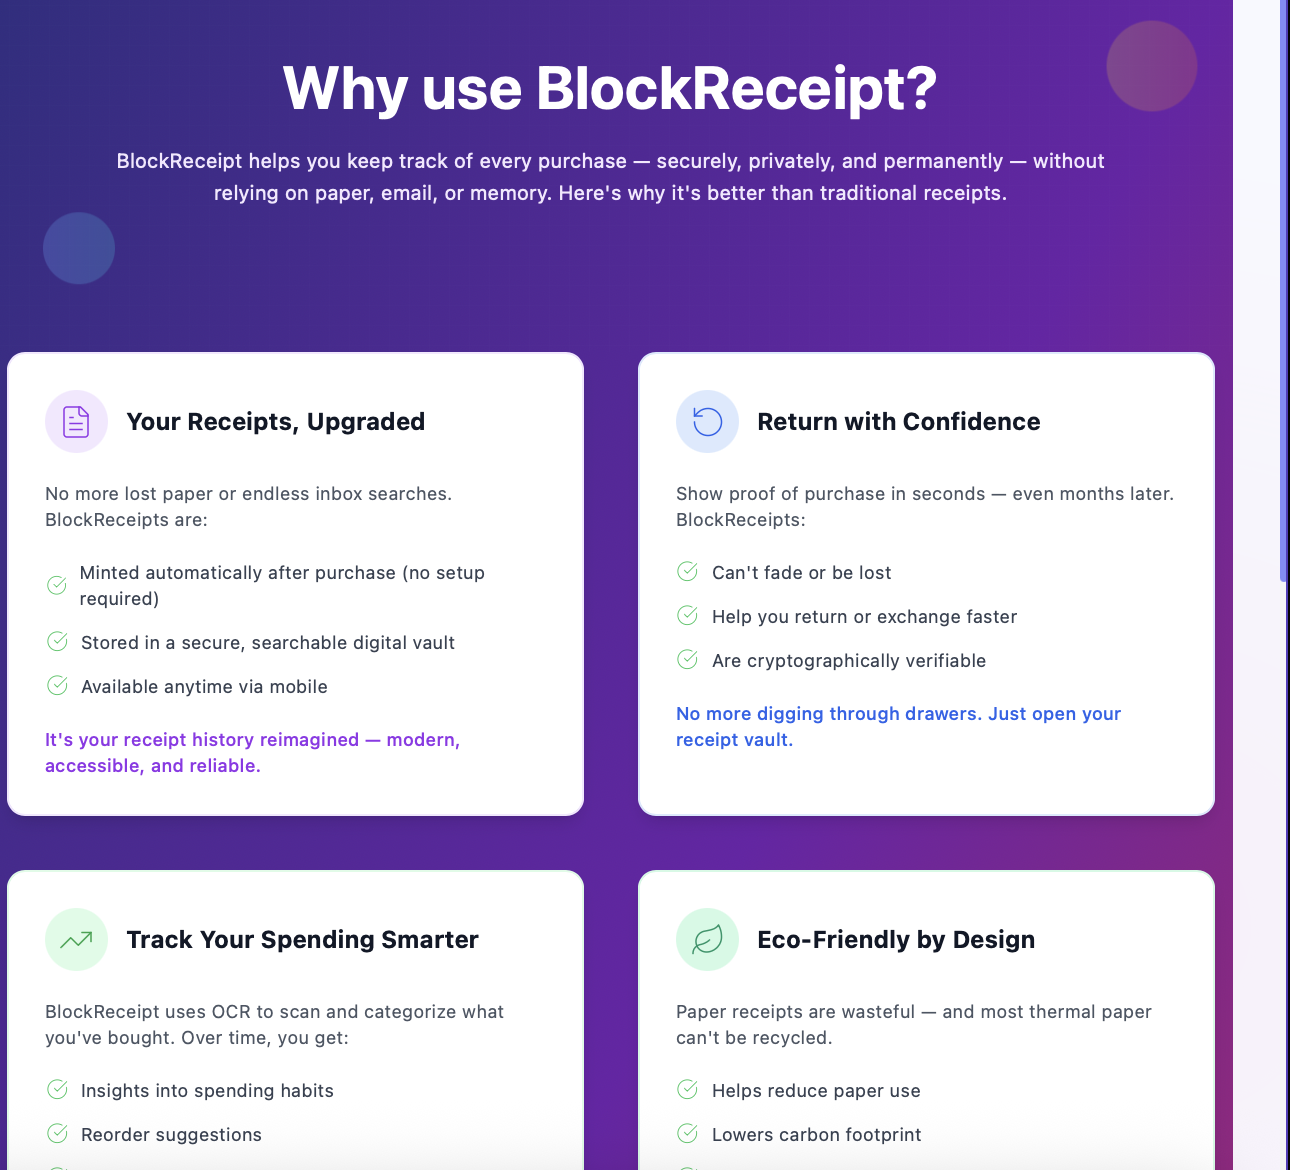 Why use BlockReceipt?
BlockReceipt helps you keep track of every purchase — securely, privately, and permanently — without
relying on paper, email, or memory. Here's why it's better than traditional receipts.
Your Receipts, Upgraded
No more lost paper or endless inbox searches.
BlockReceipts are:
Minted automatically after purchase (no setup
required)
Stored in a secure, searchable digital vault
Available anytime via mobile
It's your receipt history reimagined — modern,
accessible, and reliable.
Return with Confidence
Show proof of purchase in seconds — even months later.
BlockReceipts:
Can't fade or be lost
Help you return or exchange faster
Are cryptographically verifiable
No more digging through drawers. Just open your
receipt vault.
Track Your Spending Smarter
BlockReceipt uses OCR to scan and categorize what
you've bought. Over time, you get:
Insights into spending habits
Reorder suggestions
Eco-Friendly by Design
Paper receipts are wasteful — and most thermal paper
can't be recycled.
Helps reduce paper use
Lowers carbon footprint